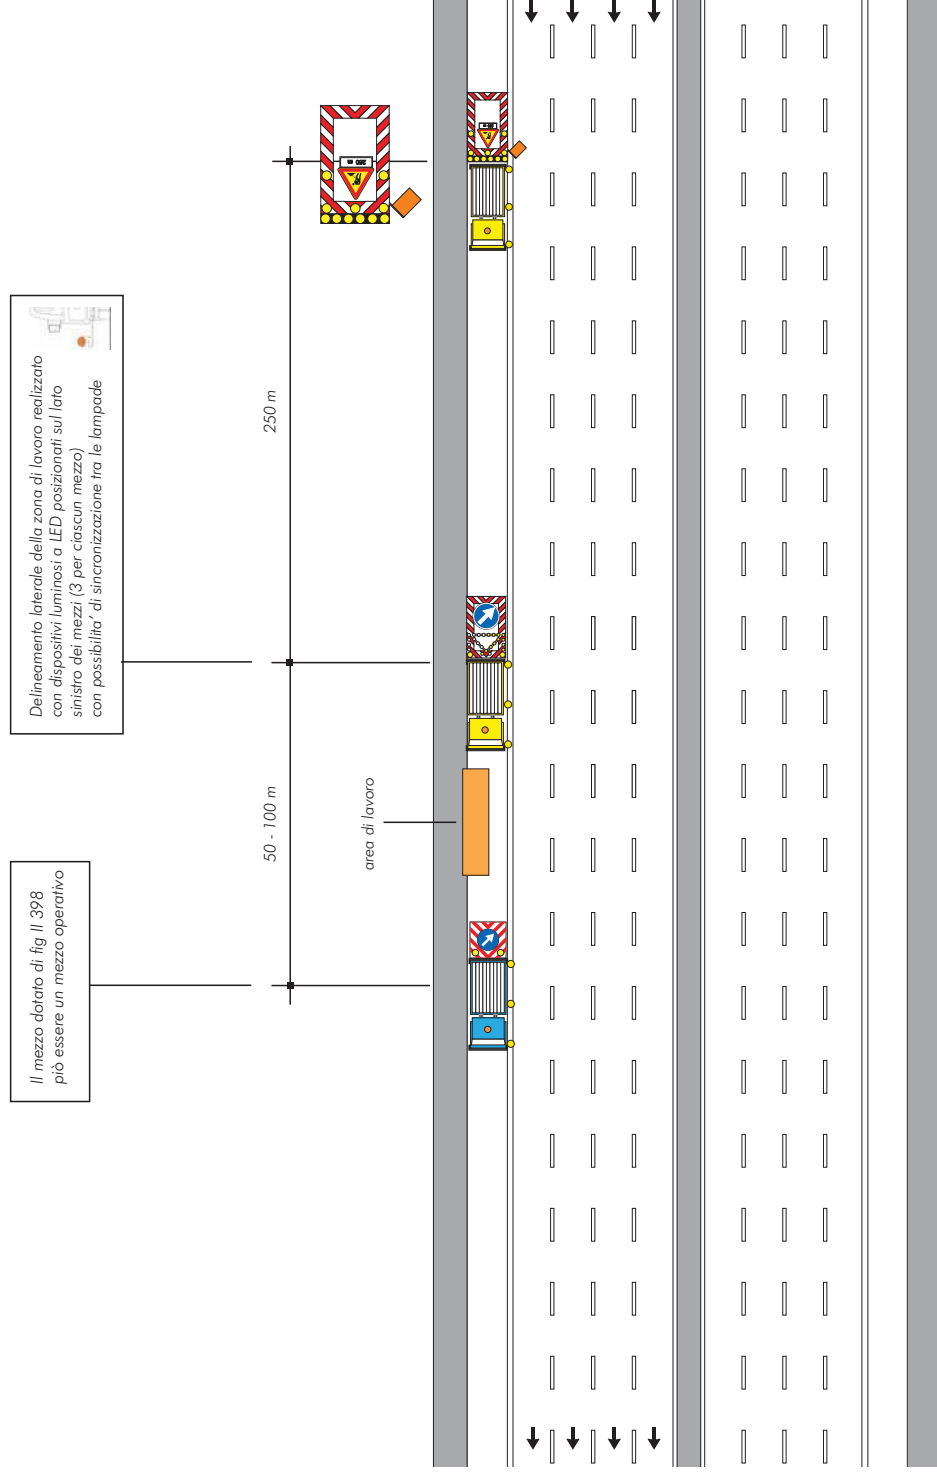 Delineamento laterale della zona di lavoro realizzato
con dispositivi luminosi a LED posizionati sul lato
sinistro dei mezzi (3 per ciascun mezzo)
con possibilita' di sincronizzazione tra le lampade
250 m
250 m
50 - 100 m
area di lavoro
Il mezzo dotato di fig II 398
piò essere un mezzo operativo